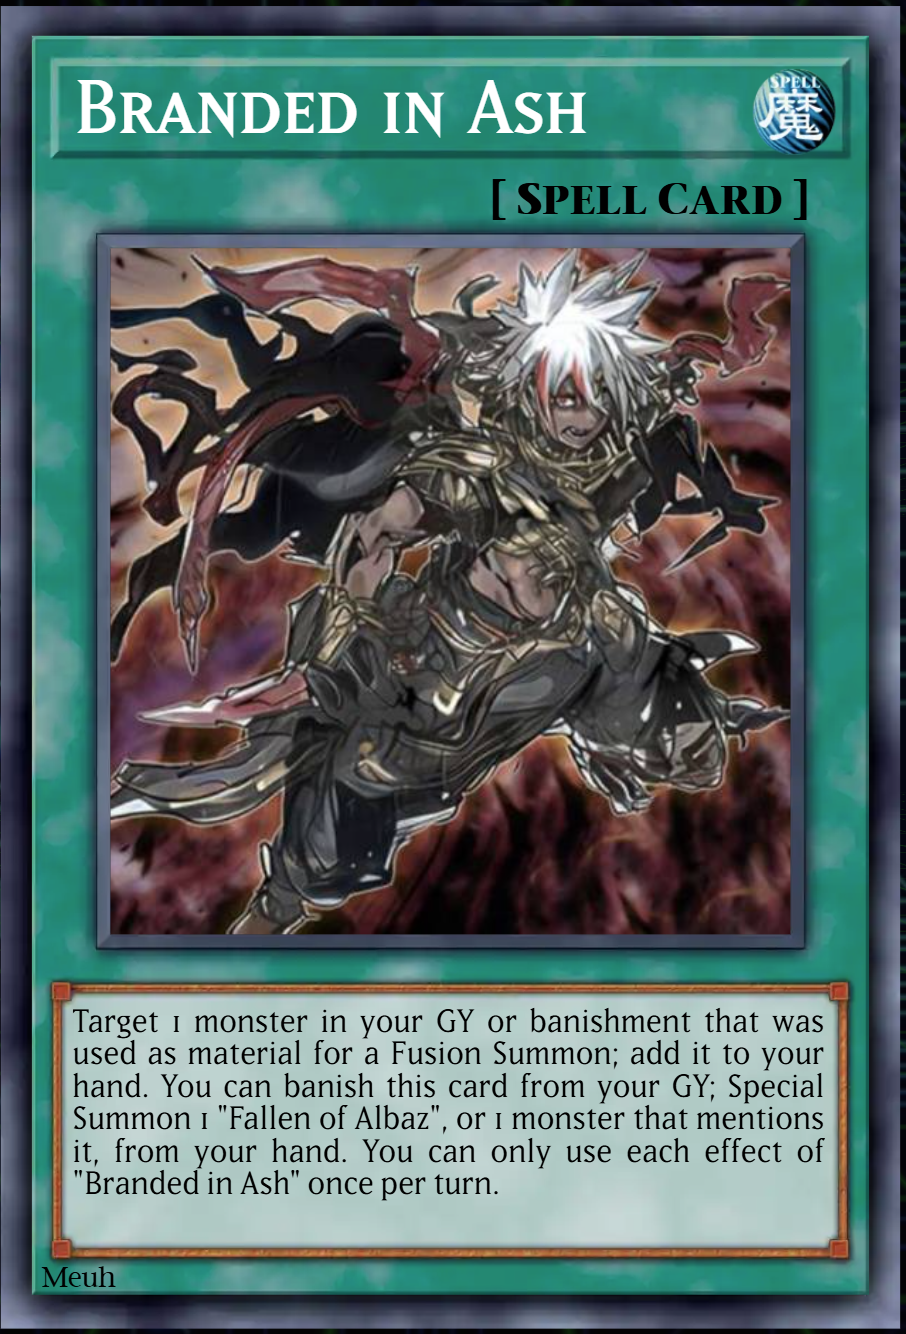 Branded in Ash
SPELL
魔
[ Spell Card ]
Target 1 monster in your GY or banishment that was
used as material for a Fusion Summon; add it to your
hand. You can banish this card from your GY; Special
Summon 1 "Fallen of Albaz", or 1 monster that mentions
it, from your hand. You can only use each effect of
"Branded in Ash" once per turn.
Meuh